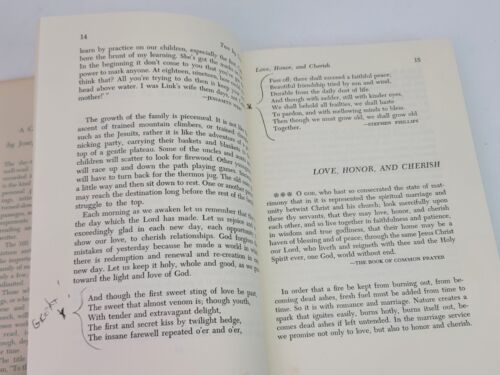 14
learn by practice on our children, especially the first
bore the brunt of my learning. She's got the
In the beginning it don't come to you that you've
power to make anyone. At eighteen, nineteen,
head above water. I was Link's wife then,
mother!"
The growth of the family is piecemeal. It is not
ascent of trained mountain climbers, or trained
such as the Jesuits, rather it is like the adventure of
nicking party, carrying their baskets and blankets
top of a gentle plateau. Some of the uncles and
children will scatter to look for firewood. Other
will race up and down the path playing games.
will have to turn back for the thermos jug. The old
a little way and then sit down to rest. One or another
may reach the destination long before the rest of the
struggle to the top.
Each morning as we awaken let us remember that
the day which the Lord has made. Let us rejoice
exceedingly glad in each new day, each opportunity
show our love, to cherish relationships. God forgives
mistakes of yesterday because he made a world in
there is redemption and renewal and re-creation in
new day. Let us keep it holy, whole and good, as we
toward the light and love of God.
Great!
And though the first sweet sting of love be past,
The sweet that almost venom is; though youth,
With tender and extravagant delight,
The first and secret kiss by twilight hedge,
The insane farewell repeated o'er and o'er,
Love, Honor, and Cherish
15
Pass off; there shall succeed a faithful peace;
Beautiful friendship tried by sun and wind,
Durable from the daily dust of life.
And though with sadder, still with kinder eyes,
We shall behold all frailties, we shall haste
To pardon, and with mellowing minds to bless.
Then though we must grow old, we shall grow old
Together.
—STEPHEN PHILLIPS
LOVE, HONOR, AND CHERISH
*** O GOD, who hast so consecrated the state of mat-
rimony that in it is represented the spiritual marriage and
unity betwixt Christ and his church, look mercifully upon
these thy servants, that they may love, honor, and cherish
each other, and so live together in faithfulness and patience,
in wisdom and true godliness, that their home may be a
haven of blessing and of peace; through the same Jesus Christ
our Lord, who liveth and reigneth with thee and the Holy
Spirit ever, one God, world without end.
—THE BOOK OF COMMON PRAYER
In order that a fire be kept from burning out, from be-
coming dead ashes, fresh fuel must be added from time to
time. So it is with romance and marriage. Nature creates a
spark that ignites easily, burns hotly, burns itself out, be-
comes dead ashes if left untended. In the marriage service
we promise not only to love, but also to honor and cherish.